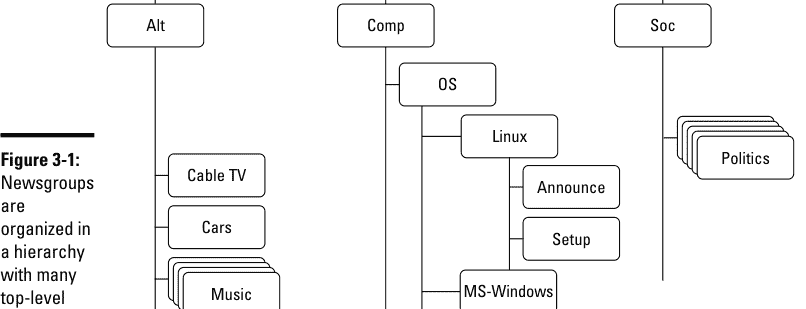 Alt
Comp
Soc
OS
Linux
Politics
Cable TV
Announce
Cars
Setup
Music
MS-Windows
Figure 3-1:
Newsgroups
are
organized in
a hierarchy
with many
top-level